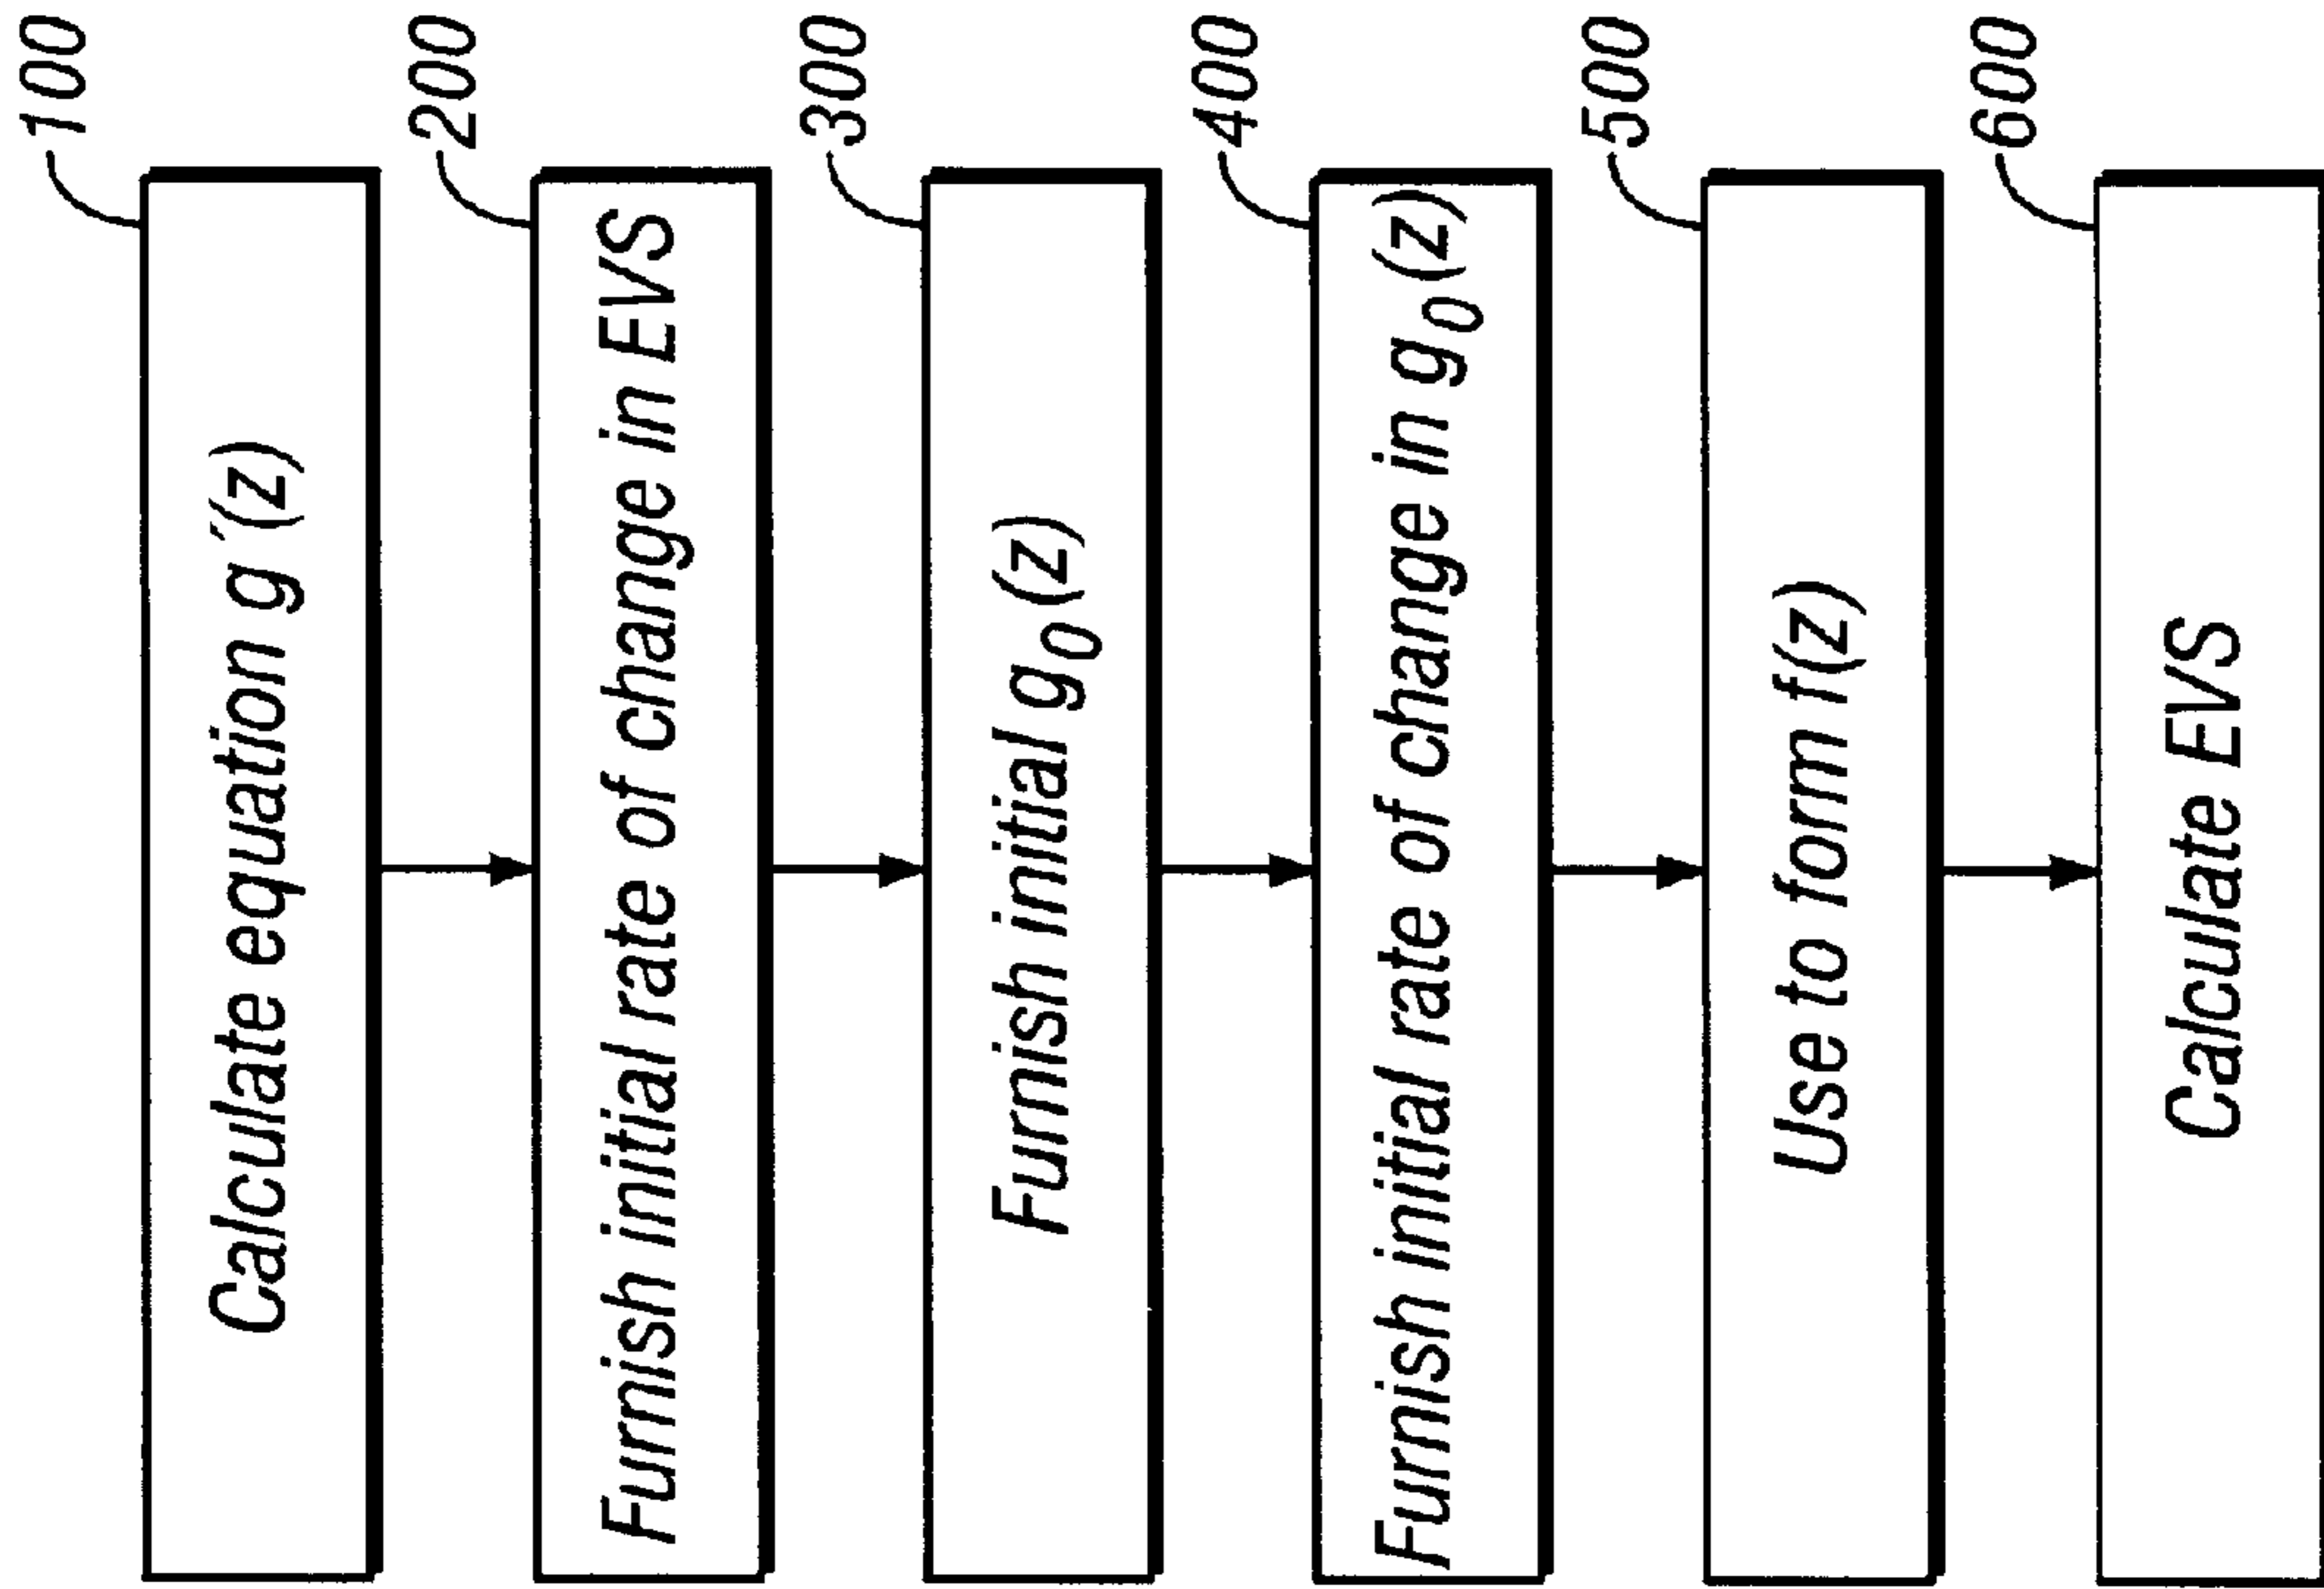 100
Calculate equation g´(z)
200
Furnish initial rate of change in EVS
300
Furnish initial g₀(z)
400
Furnish initial rate of change in g₀(z)
500
Use to form f(z)
600
Calculate EVS